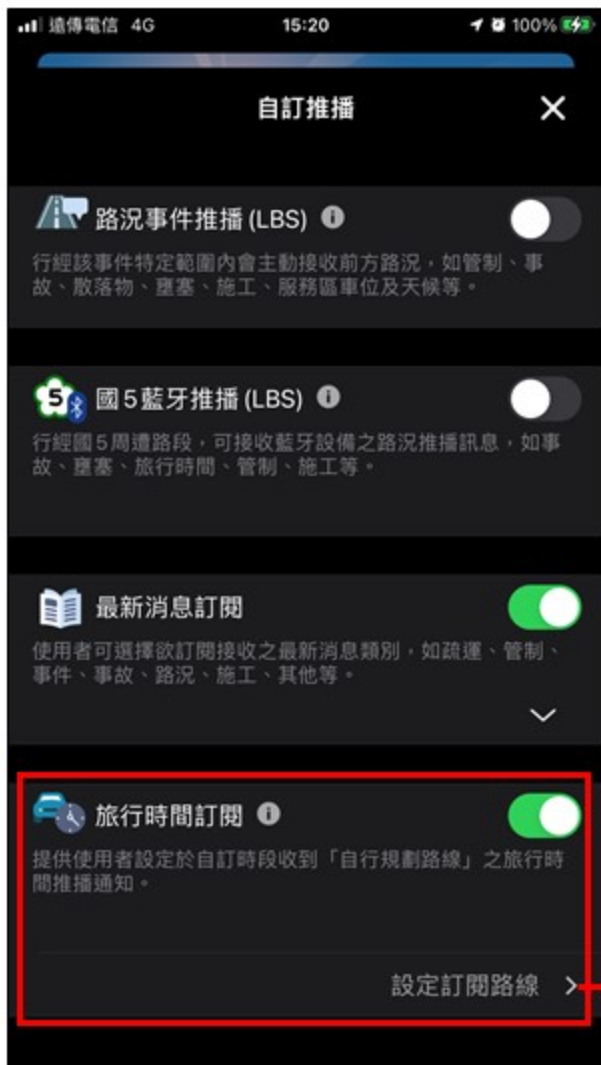 遠傳電信 4G 15:20 100%
自訂推播
路況事件推播(LBS)
行經該事件特定範圍內會主動接收前方路況，如管制、事
故、散落物、壅塞、施工、服務區車位及天候等。
5 國5藍牙推播(LBS)
行經國5周遭路段，可接收藍牙設備之路況推播訊息，如事
故、壅塞、旅行時間、管制、施工等。
最新消息訂閱
使用者可選擇欲訂閱接收之最新消息類別，如疏運、管制、
事件、事故、路況、施工、其他等。
旅行時間訂閱
提供使用者設定於自訂時段收到「自行規劃路線」之旅行時
間推播通知。
設定訂閱路線